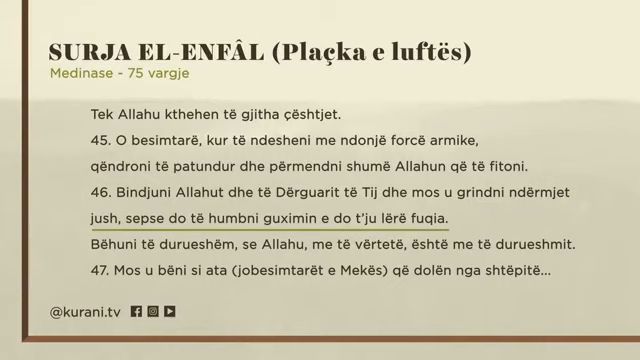 SURJA EL-ENFÂL (Plaçka e luftës)
Medinase - 75 vargje
Tek Allahu kthehen të gjitha çështjet.
45. O besimtarë, kur të ndesheni me ndonjë forcë armike,
qëndroni të patundur dhe përmendni shumë Allahun që të fitoni.
46. Bindjuni Allahut dhe të Dërguarit të Tij dhe mos u grindni ndërmjet
jush, sepse do të humbni guximin e do t’ju lërë fuqia.
Bëhuni të durueshëm, se Allahu, me të vërtetë, është me të durueshmit.
47. Mos u bëni si ata (jobesimtarët e Mekës) që dolën nga shtëpitë...
@kurani.tv